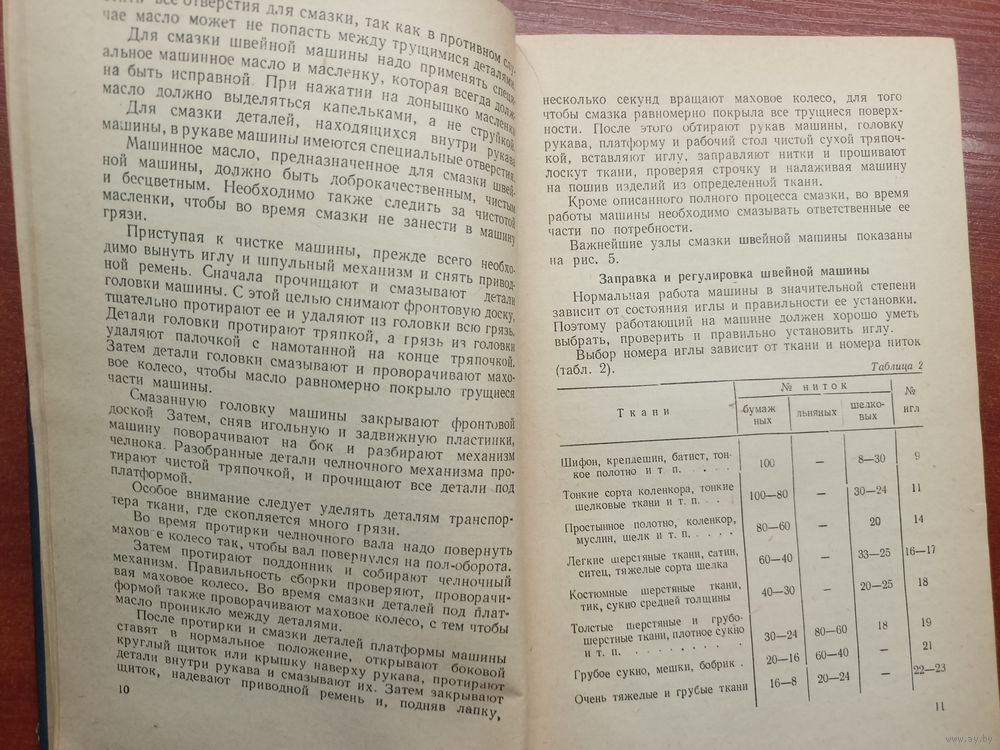 все отверстия для смазки, так как в противном слу-
чае масло может не попасть между трущимися деталями.
Для смазки швейной машины надо применять специ-
альное машинное масло и масленку, которая всегда долж-
на быть исправной. При нажатии на донышко масленки
масло должно выделяться капельками, а не струйкой.
Для смазки деталей, находящихся внутри рукава
машины, в рукаве машины имеются специальные отверстия.
Машинное масло, предназначенное для смазки швей-
ной машины, должно быть доброкачественным, чистым
и бесцветным. Необходимо также следить за чистотой
масленки, чтобы во время смазки не занести в машину
грязи.
Приступая к чистке машины, прежде всего необхо-
димо вынуть иглу и шпульный механизм и снять привод-
ной ремень. Сначала прочищают и смазывают детали
головки машины. С этой целью снимают фронтовую доску,
тщательно протирают ее и удаляют из головки всю грязь.
Детали головки протирают тряпкой, а грязь из головки
удаляют палочкой с намотанной на конце тряпочкой.
Затем детали головки смазывают и проворачивают махо-
вое колесо, чтобы масло равномерно покрыло трущиеся
части машины.
Смазанную головку машины закрывают фронтовой
доской Затем, сняв игольную и задвижную пластинки,
машину поворачивают на бок и разбирают механизм
челнока. Разобранные детали челночного механизма про-
тирают чистой тряпочкой, и прочищают все детали под
платформой.
Особое внимание следует уделять деталям транспор-
тера ткани, где скопляется много грязи.
Во время протирки челночного вала надо повернуть
махов е колесо так, чтобы вал повернулся на пол-оборота.
Затем протирают поддонник и собирают челночный
механизм. Правильность сборки проверяют, проворачи-
вая маховое колесо. Во время смазки деталей под плат-
формой также проворачивают маховое колесо, с тем чтобы
масло проникло между деталями.
После протирки и смазки деталей платформы машины
ставят в нормальное положение, открывают боковой
круглый щиток или крышку наверху рукава, протирают
детали внутри рукава и смазывают их. Затем закрывают
щиток, надевают приводной ремень и, подняв лапку,
10
несколько секунд вращают маховое колесо, для того
чтобы смазка равномерно покрыла все трущиеся поверх-
ности. После этого обтирают рукав машины, головку
рукава, платформу и рабочий стол чистой сухой тряпоч-
кой, вставляют иглу, заправляют нитки и прошивают
лоскут ткани, проверяя строчку и налаживая машину
на пошив изделий из определенной ткани.
Кроме описанного полного процесса смазки, во время
работы машины необходимо смазывать ответственные ее
части по потребности.
Важнейшие узлы смазки швейной машины показаны
на рис. 5.
Заправка и регулировка швейной машины
Нормальная работа машины в значительной степени
зависит от состояния иглы и правильности ее установки.
Поэтому работающий на машине должен хорошо уметь
выбрать, проверить и правильно установить иглу.
Выбор номера иглы зависит от ткани и номера ниток
(табл. 2).
Таблица 2
Ткани № ниток № игл
бумаж ных льняных шелко- вых
Шифон, крепдешин, батист, тон-
кое полотно и т п. . . . . 100 — 8—30 9
Тонкие сорта коленкора, тонкие
шелковые ткани и т. п. . . . 100—80 — 30—24 11
Простынное полотно, коленкор,
муслин, шелк и т. п. . . . . 80—60 — 20 14
Легкие шерстяные ткани, сатин,
ситец, тяжелые сорта шелка 60—40 — 33—25 16—17
Костюмные шерстяные ткани,
тик, сукно средней толщины 40—30 — 20—25 18
Толстые шерстяные и грубо-
шерстные ткани, плотное сукно
и т. п. . . . . . . . . . 30—24 80—60 18 19
Грубое сукно, мешки, бобрик . 20—16 60—40 — 21
Очень тяжелые и грубые ткани 16—8 20—24 — 22—23
11
www.ay.by